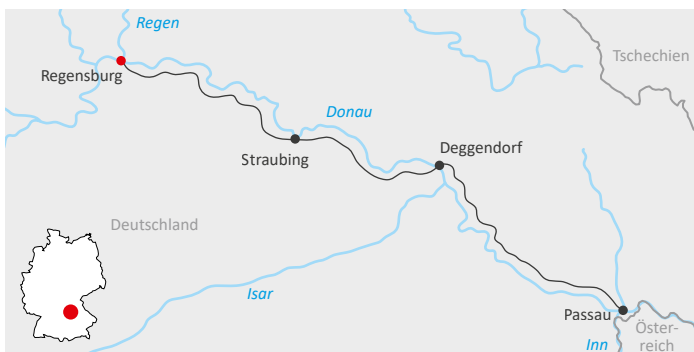 Regen
Tschechien
Regensburg
Donau
Deggendorf
Straubing
Deutschland
Isar
Passau
Öster-
reich
Inn